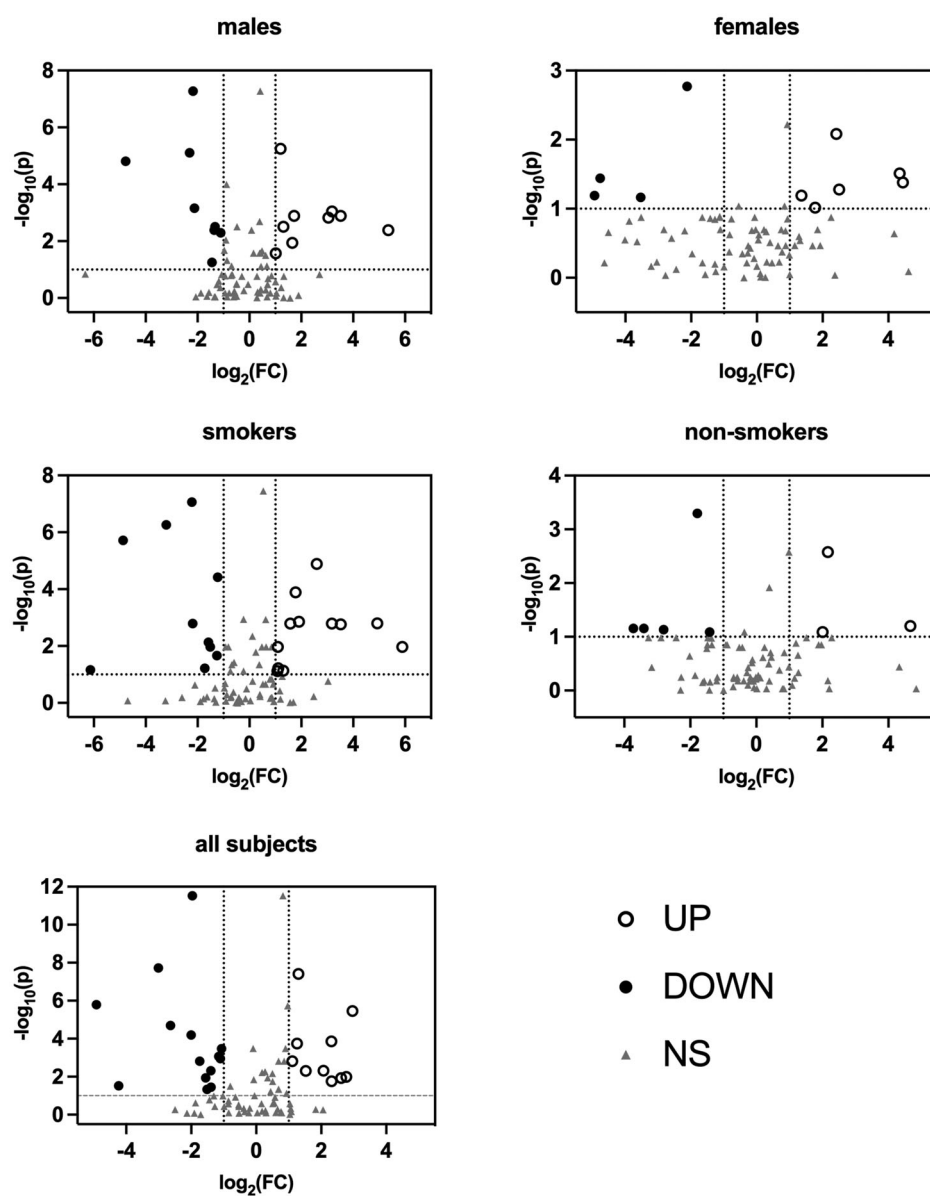 males
8
6
4
2
0
-log10(p)
-6 -4 -2 0 2 4 6
log2(FC)
females
3
2
1
0
-log10(p)
-4 -2 0 2 4
log2(FC)
smokers
8
6
4
2
0
-log10(p)
-6 -4 -2 0 2 4 6
log2(FC)
non-smokers
4
3
2
1
0
-log10(p)
-4 -2 0 2 4
log2(FC)
all subjects
12
10
8
6
4
2
0
-log10(p)
-4 -2 0 2 4
log2(FC)
UP
DOWN
NS